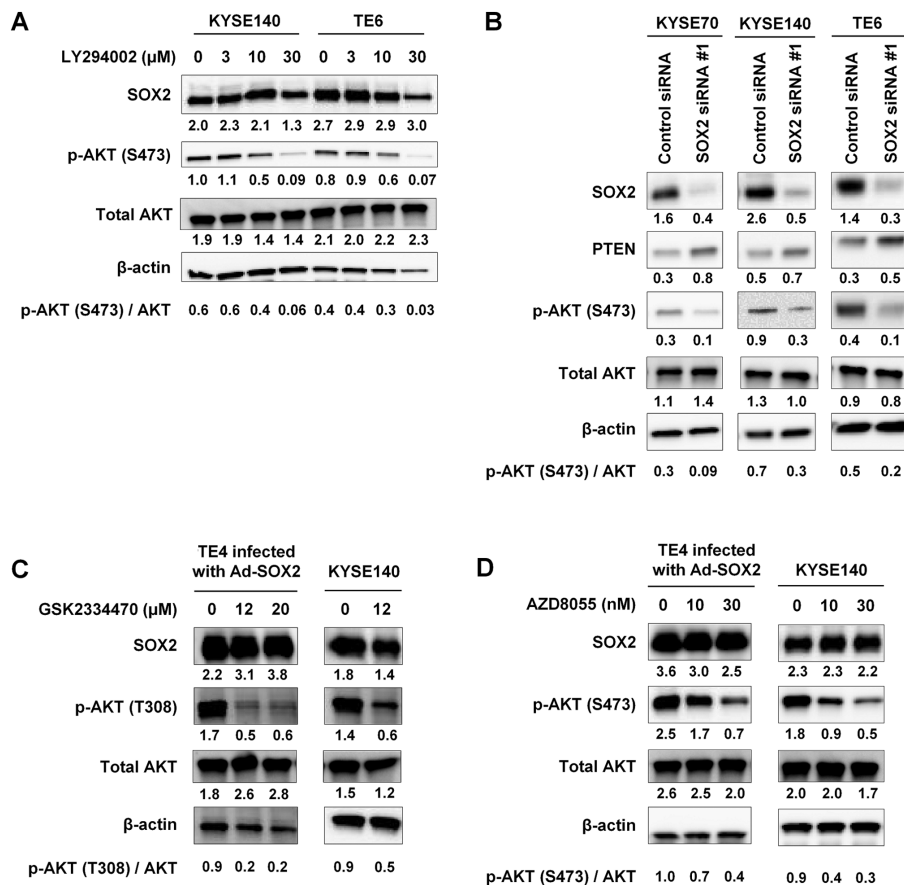 A
KYSE140 TE6
LY294002 (μM) 0 3 10 30 0 3 10 30
SOX2
2.0 2.3 2.1 1.3 2.7 2.9 2.9 3.0
p-AKT (S473)
1.0 1.1 0.5 0.09 0.8 0.9 0.6 0.07
Total AKT
1.9 1.9 1.4 1.4 2.1 2.0 2.2 2.3
β-actin
p-AKT (S473) / AKT 0.6 0.6 0.4 0.06 0.4 0.4 0.3 0.03
B
KYSE70 KYSE140 TE6
Control siRNA SOX2 siRNA #1 Control siRNA SOX2 siRNA #1 Control siRNA SOX2 siRNA #1
SOX2
1.6 0.4 2.6 0.5 1.4 0.3
PTEN
0.3 0.8 0.5 0.7 0.3 0.5
p-AKT (S473)
0.3 0.1 0.9 0.3 0.4 0.1
Total AKT
1.1 1.4 1.3 1.0 0.9 0.8
β-actin
p-AKT (S473) / AKT 0.3 0.09 0.7 0.3 0.5 0.2
C
TE4 infected
with Ad-SOX2 KYSE140
GSK2334470 (μM) 0 12 20 0 12
SOX2
2.2 3.1 3.8 1.8 1.4
p-AKT (T308)
1.7 0.5 0.6 1.4 0.6
Total AKT
1.8 2.6 2.8 1.5 1.2
β-actin
p-AKT (T308) / AKT 0.9 0.2 0.2 0.9 0.5
D
TE4 infected
with Ad-SOX2 KYSE140
AZD8055 (nM) 0 10 30 0 10 30
SOX2
3.6 3.0 2.5 2.3 2.3 2.2
p-AKT (S473)
2.5 1.7 0.7 1.8 0.9 0.5
Total AKT
2.6 2.5 2.0 2.0 2.0 1.7
β-actin
p-AKT (S473) / AKT 1.0 0.7 0.4 0.9 0.4 0.3